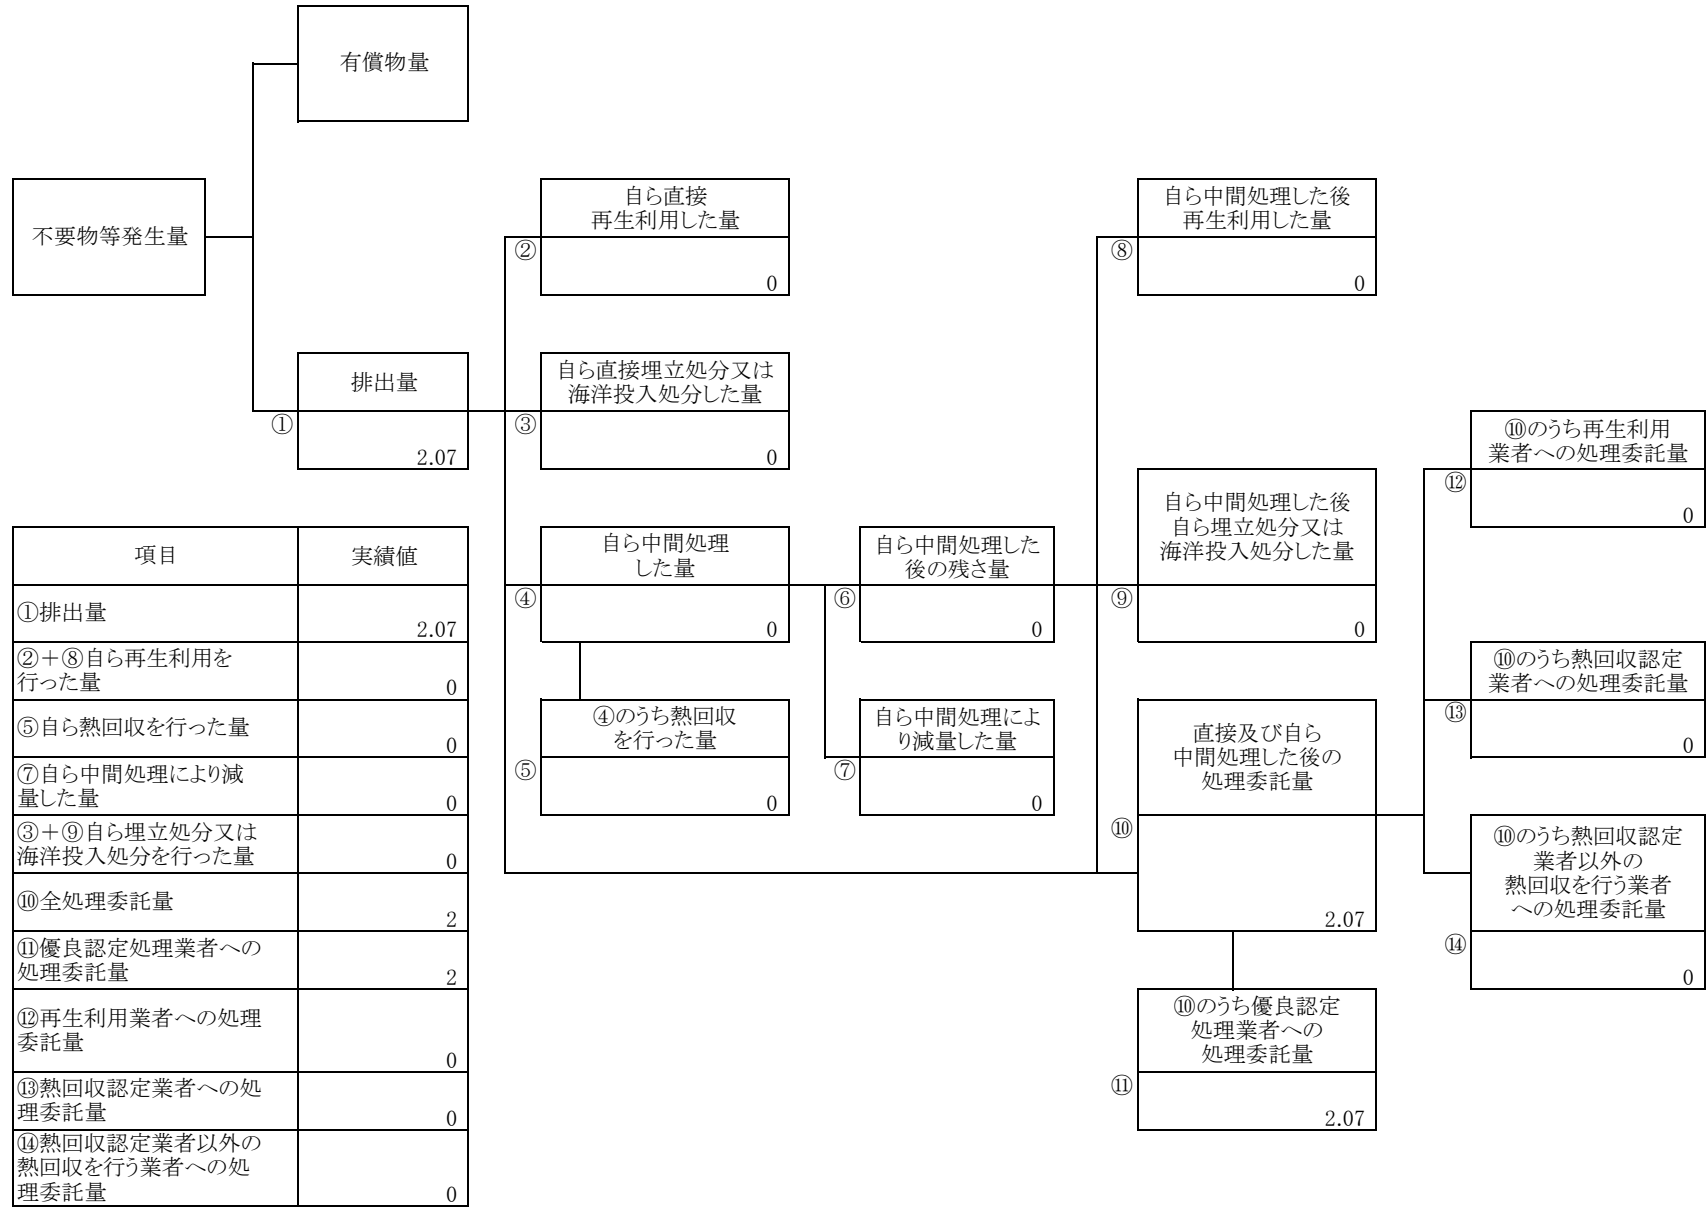 有償物量
不要物等発生量
排出量
①
2.07
自ら直接
再生利用した量
②
0
自ら直接埋立処分又は
海洋投入処分した量
③
0
自ら中間処理
した量
④
0
④のうち熱回収
を行った量
⑤
0
自ら中間処理した
後の残さ量
⑥
0
自ら中間処理によ
り減量した量
⑦
0
自ら中間処理した後
再生利用した量
⑧
0
自ら中間処理した後
自ら埋立処分又は
海洋投入処分した量
⑨
0
直接及び自ら
中間処理した後の
処理委託量
⑩
2.07
⑩のうち優良認定
処理業者への
処理委託量
⑪
2.07
⑩のうち再生利用
業者への処理委託量
⑫
0
⑩のうち熱回収認定
業者への処理委託量
⑬
0
⑩のうち熱回収認定
業者以外の
熱回収を行う業者
への処理委託量
⑭
0
項目 実績値
①排出量
2.07
②＋⑧自ら再生利用を
行った量
0
⑤自ら熱回収を行った量
0
⑦自ら中間処理により減
量した量
0
③＋⑨自ら埋立処分又は
海洋投入処分を行った量
0
⑩全処理委託量
2
⑪優良認定処理業者への
処理委託量
2
⑫再生利用業者への処理
委託量
0
⑬熱回収認定業者への処
理委託量
0
⑭熱回収認定業者以外の
熱回収を行う業者への処
理委託量
0